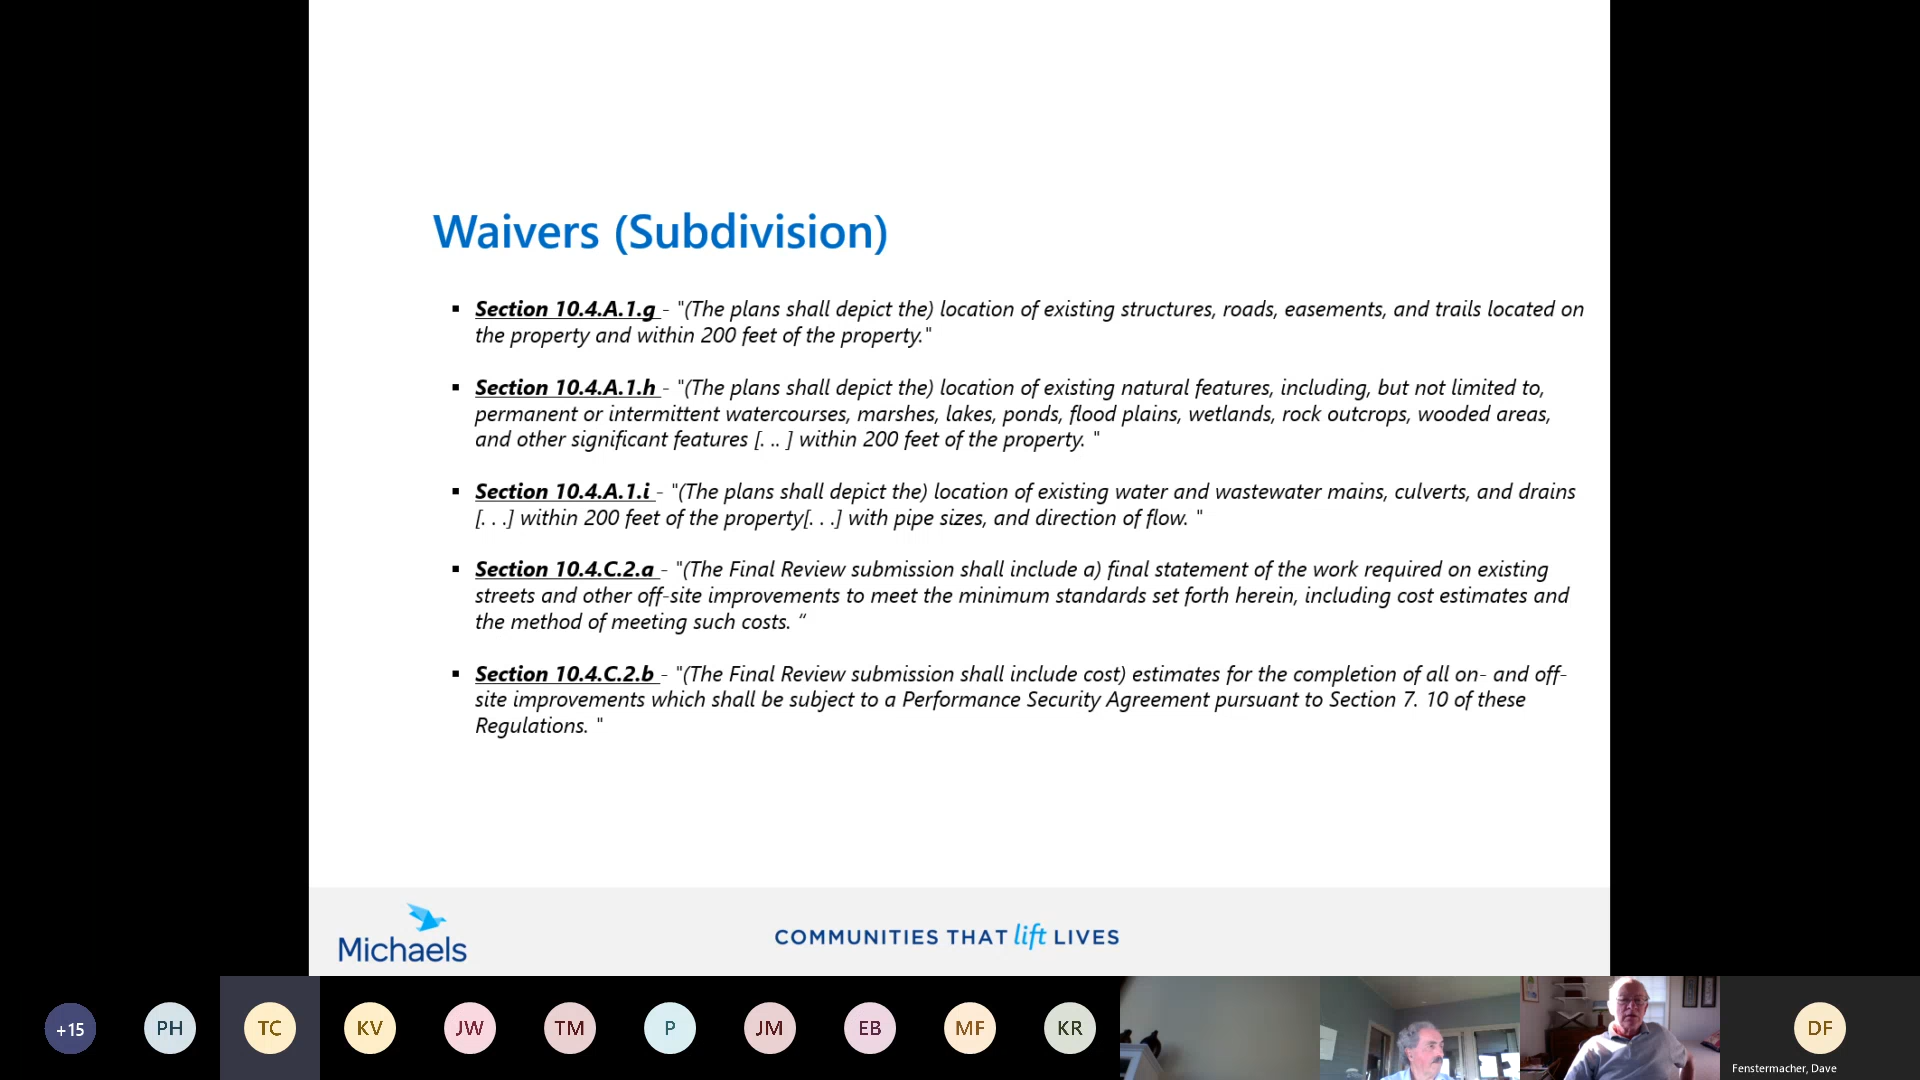 Waivers (Subdivision)
▪ Section 10.4.A.1.g - "(The plans shall depict the) location of existing structures, roads, easements, and trails located on
the property and within 200 feet of the property."
▪ Section 10.4.A.1.h - "(The plans shall depict the) location of existing natural features, including, but not limited to,
permanent or intermittent watercourses, marshes, lakes, ponds, flood plains, wetlands, rock outcrops, wooded areas,
and other significant features [. .. ] within 200 feet of the property. "
▪ Section 10.4.A.1.i - "(The plans shall depict the) location of existing water and wastewater mains, culverts, and drains
[. . .] within 200 feet of the property[. . .] with pipe sizes, and direction of flow. "
▪ Section 10.4.C.2.a - "(The Final Review submission shall include a) final statement of the work required on existing
streets and other off-site improvements to meet the minimum standards set forth herein, including cost estimates and
the method of meeting such costs. “
▪ Section 10.4.C.2.b - "(The Final Review submission shall include cost) estimates for the completion of all on- and off-
site improvements which shall be subject to a Performance Security Agreement pursuant to Section 7. 10 of these
Regulations. "
Michaels
COMMUNITIES THAT lift LIVES
+15
PH
TC
KV
JW
TM
P
JM
EB
MF
KR
DF
Fenstermacher, Dave